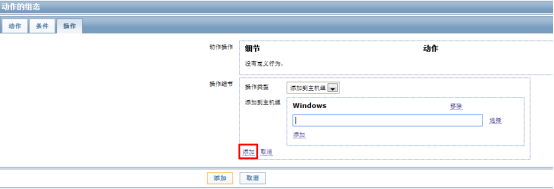 动作的组态
动作 条件 操作
动作操作 细节 动作
没有定义行为。
操作细节 操作类型 添加到主机组
添加到主机组 Windows 移除
选择
添加
添加 取消
添加 取消